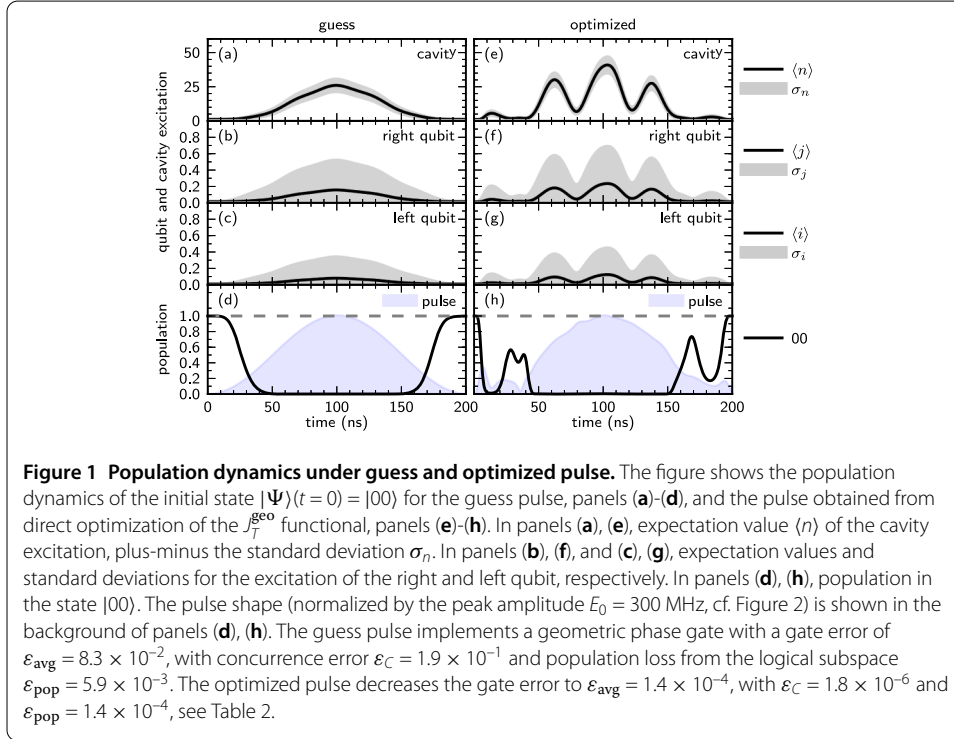 guess
optimized
(a)
cavity
(e)
cavity
50
25
0
⟨n⟩
σn
(b)
right qubit
(f)
right qubit
0.8
0.6
0.4
0.2
0.0
⟨j⟩
σj
(c)
left qubit
(g)
left qubit
0.8
0.6
0.4
0.2
0.0
⟨i⟩
σi
qubit and cavity excitation
(d)
pulse
(h)
pulse
1.0
0.8
0.6
0.4
0.2
0.0
population
00
0 50 100 150 200 50 100 150 200
time (ns)
time (ns)
Figure 1 Population dynamics under guess and optimized pulse. The figure shows the population
dynamics of the initial state |Ψ⟩(t = 0) = |00⟩ for the guess pulse, panels (a)-(d), and the pulse obtained from
direct optimization of the J_T^geo functional, panels (e)-(h). In panels (a), (e), expectation value ⟨n⟩ of the cavity
excitation, plus-minus the standard deviation σn. In panels (b), (f), and (c), (g), expectation values and
standard deviations for the excitation of the right and left qubit, respectively. In panels (d), (h), population in
the state |00⟩. The pulse shape (normalized by the peak amplitude E0 = 300 MHz, cf. Figure 2) is shown in the
background of panels (d), (h). The guess pulse implements a geometric phase gate with a gate error of
εavg = 8.3 × 10⁻², with concurrence error εC = 1.9 × 10⁻¹ and population loss from the logical subspace
εpop = 5.9 × 10⁻³. The optimized pulse decreases the gate error to εavg = 1.4 × 10⁻⁴, with εC = 1.8 × 10⁻⁶ and
εpop = 1.4 × 10⁻⁴, see Table 2.